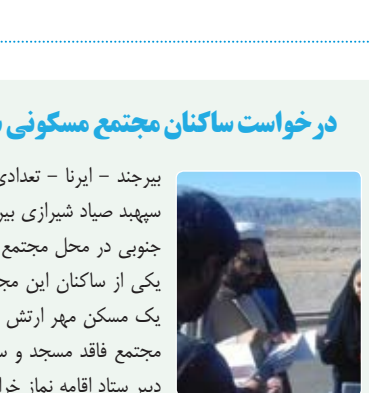 درخواست ساکنان مجتمع مسکونی
بیرجند - ایرنا - تعدادی
سپهبد صیاد شیرازی بیر
جنوبی در محل مجتمع
یکی از ساکنان این مج
یک مسکن مهر ارتش
مجتمع فاقد مسجد و س
دبیر ستاد اقامه نماز خرا